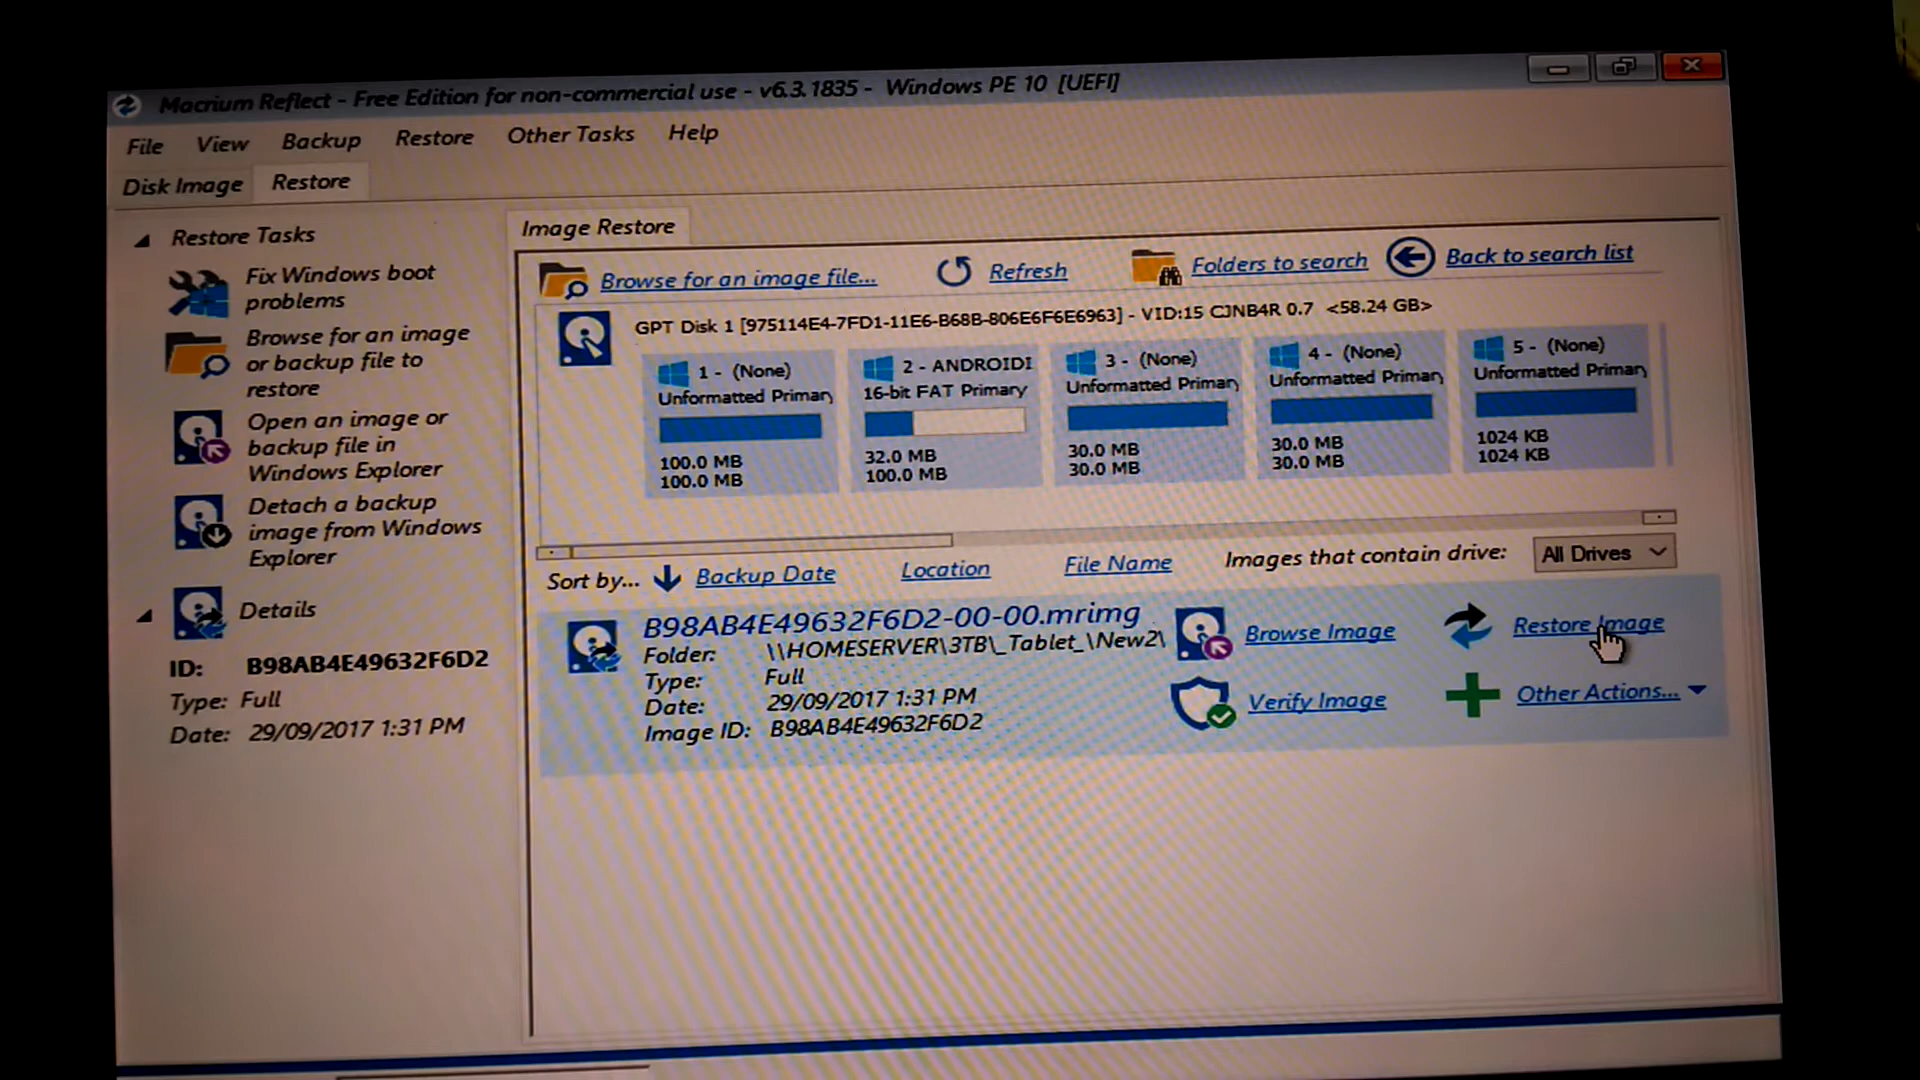 Macrium Reflect - Free Edition for non-commercial use - v6.3.1835 - Windows PE 10 [UEFI]
File View Backup Restore Other Tasks Help
Disk Image Restore
Restore Tasks
Fix Windows boot
problems
Browse for an image
or backup file to
restore
Open an image or
backup file in
Windows Explorer
Detach a backup
image from Windows
Explorer
Details
ID: B98AB4E49632F6D2
Type: Full
Date: 29/09/2017 1:31 PM
Image Restore
Browse for an image file... Refresh Folders to search Back to search list
GPT Disk 1 [975114E4-7FD1-11E6-B68B-806E6F6E6963] - VID:15 CJNB4R 0.7 <58.24 GB>
1 - (None)
Unformatted Primary
100.0 MB
100.0 MB
2 - ANDROIDI
16-bit FAT Primary
32.0 MB
100.0 MB
3 - (None)
Unformatted Primary
30.0 MB
30.0 MB
4 - (None)
Unformatted Primary
30.0 MB
30.0 MB
5 - (None)
Unformatted Primary
1024 KB
1024 KB
Sort by... Backup Date Location File Name Images that contain drive: All Drives
B98AB4E49632F6D2-00-00.mrimg
Folder: \\HOMESERVER\3TB\_Tablet_\New2\
Type: Full
Date: 29/09/2017 1:31 PM
Image ID: B98AB4E49632F6D2
Browse Image Restore Image
Verify Image Other Actions...